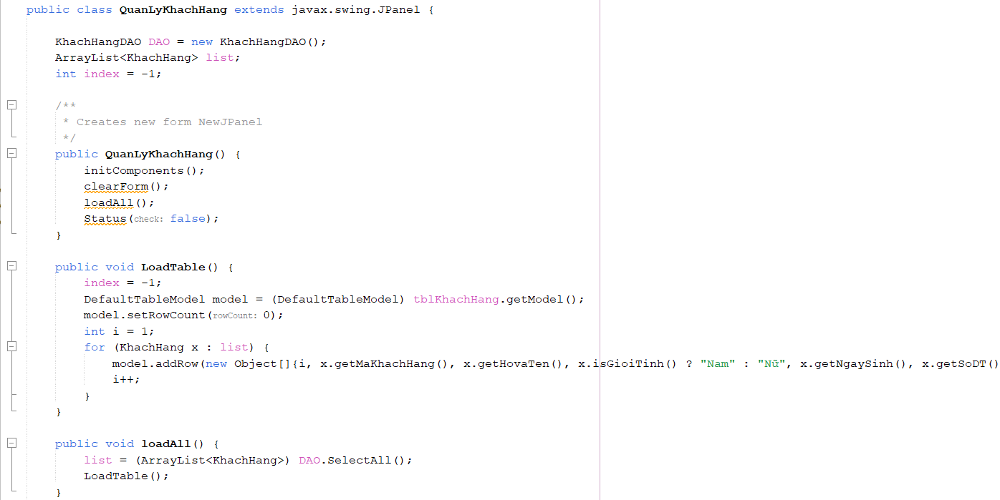 public class QuanLyKhachHang extends javax.swing.JPanel {
KhachHangDAO DAO = new KhachHangDAO();
ArrayList<KhachHang> list;
int index = -1;
/**
* Creates new form NewJPanel
*/
public QuanLyKhachHang() {
initComponents();
clearForm();
loadAll();
Status(check: false);
}
public void LoadTable() {
index = -1;
DefaultTableModel model = (DefaultTableModel) tblKhachHang.getModel();
model.setRowCount(rowCount: 0);
int i = 1;
for (KhachHang x : list) {
model.addRow(new Object[]{i, x.getMaKhachHang(), x.getHovaTen(), x.isGioiTinh() ? "Nam" : "Nữ", x.getNgaySinh(), x.getSoDT()
i++;
}
}
public void loadAll() {
list = (ArrayList<KhachHang>) DAO.SelectAll();
LoadTable();
}